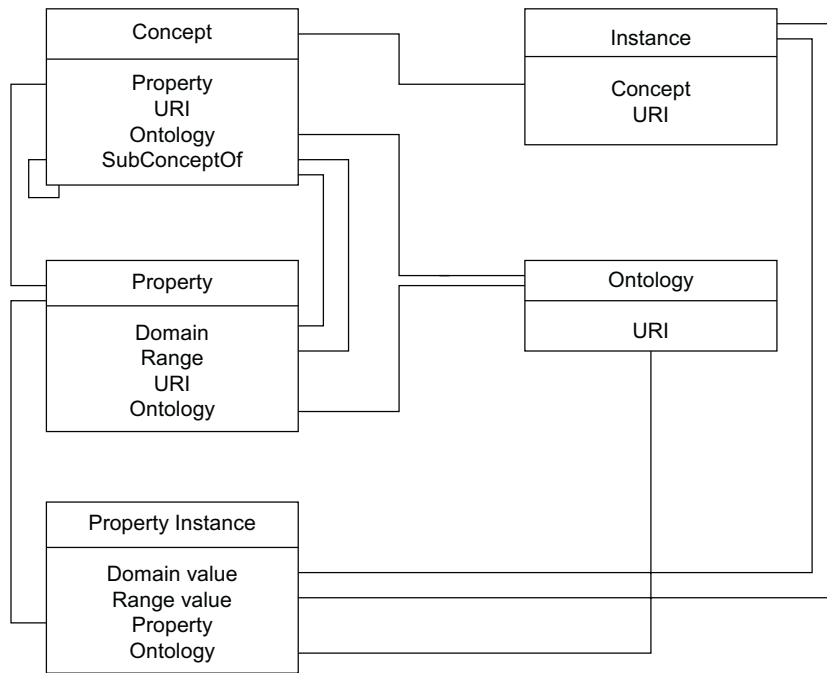 Concept
Property
URI
Ontology
SubConceptOf
Instance
Concept
URI
Property
Domain
Range
URI
Ontology
Ontology
URI
Property Instance
Domain value
Range value
Property
Ontology